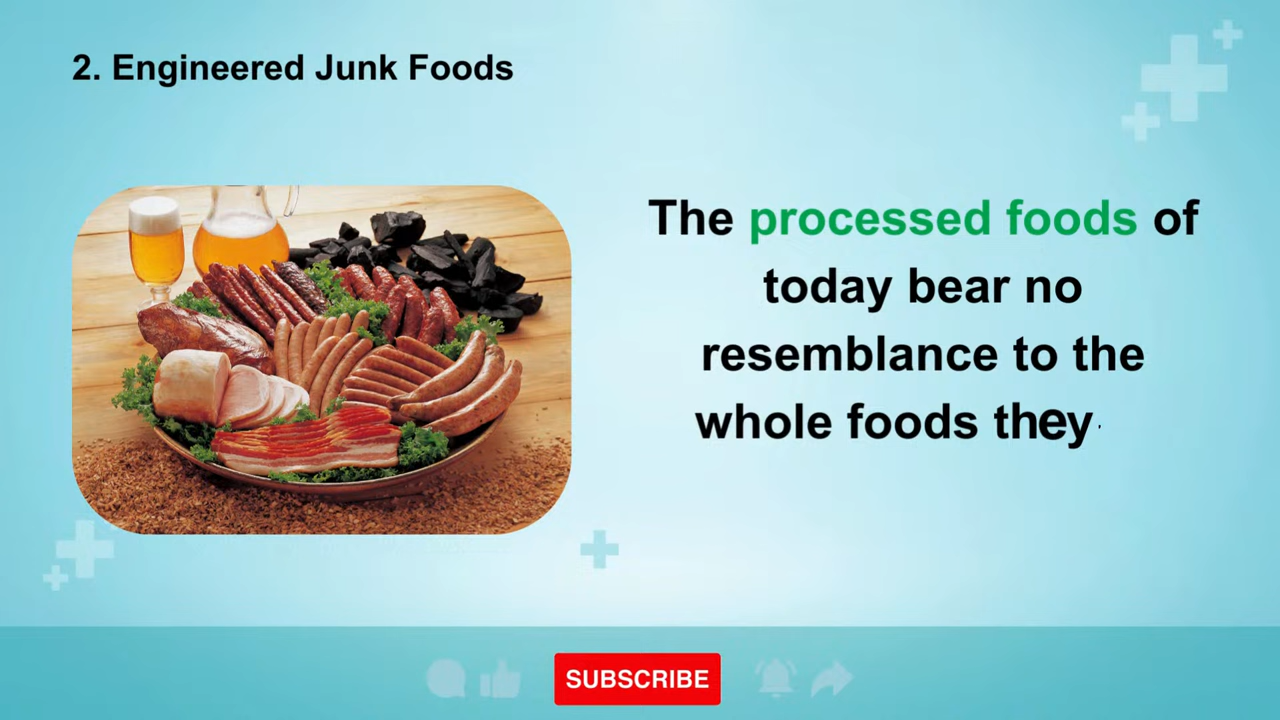 2. Engineered Junk Foods
The processed foods of
today bear no
resemblance to the
whole foods they
SUBSCRIBE